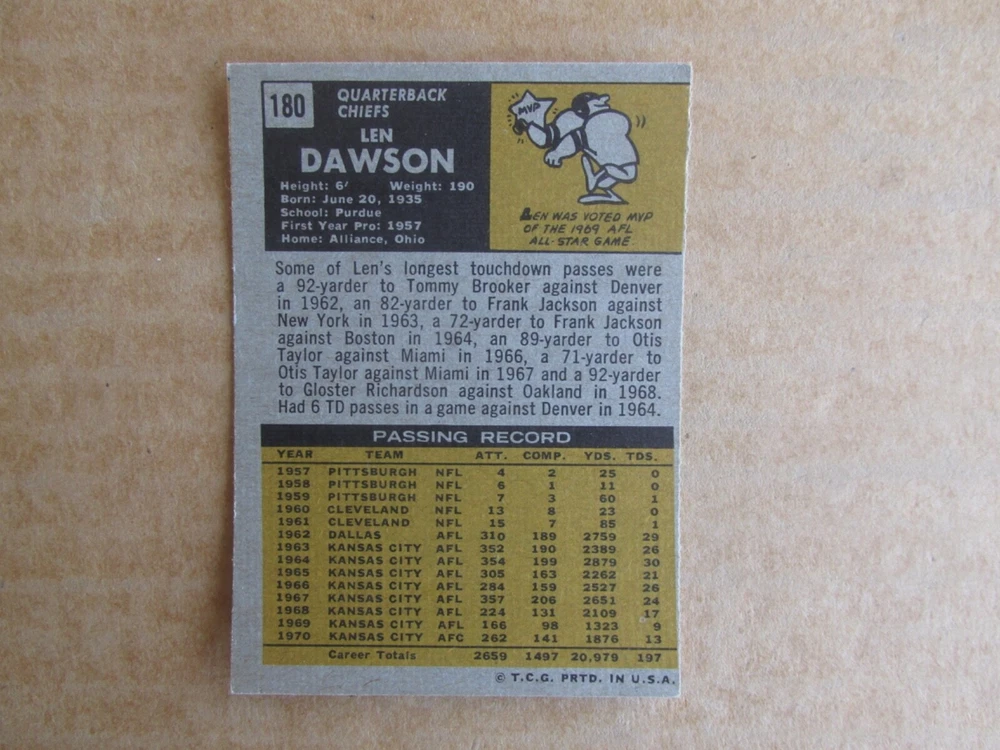 180
QUARTERBACK
CHIEFS
LEN
DAWSON
Height: 6' Weight: 190
Born: June 20, 1935
School: Purdue
First Year Pro: 1957
Home: Alliance, Ohio
MVP
LEN WAS VOTED MVP
OF THE 1969 AFL
ALL-STAR GAME
Some of Len's longest touchdown passes were
a 92-yarder to Tommy Brooker against Denver
in 1962, an 82-yarder to Frank Jackson against
New York in 1963, a 72-yarder to Frank Jackson
against Boston in 1964, an 89-yarder to Otis
Taylor against Miami in 1966, a 71-yarder to
Otis Taylor against Miami in 1967 and a 92-yarder
to Gloster Richardson against Oakland in 1968.
Had 6 TD passes in a game against Denver in 1964.
PASSING RECORD
YEAR TEAM ATT. COMP. YDS. TDS.
1957 PITTSBURGH NFL 4 2 25 0
1958 PITTSBURGH NFL 6 1 11 0
1959 PITTSBURGH NFL 7 3 60 1
1960 CLEVELAND NFL 13 8 23 0
1961 CLEVELAND NFL 15 7 85 1
1962 DALLAS AFL 310 189 2759 29
1963 KANSAS CITY AFL 352 190 2389 26
1964 KANSAS CITY AFL 354 199 2879 30
1965 KANSAS CITY AFL 305 163 2262 21
1966 KANSAS CITY AFL 284 159 2527 26
1967 KANSAS CITY AFL 357 206 2651 24
1968 KANSAS CITY AFL 224 131 2109 17
1969 KANSAS CITY AFL 166 98 1323 9
1970 KANSAS CITY AFC 262 141 1876 13
Career Totals 2659 1497 20,979 197
© T.C.G. PRTD. IN U.S.A.